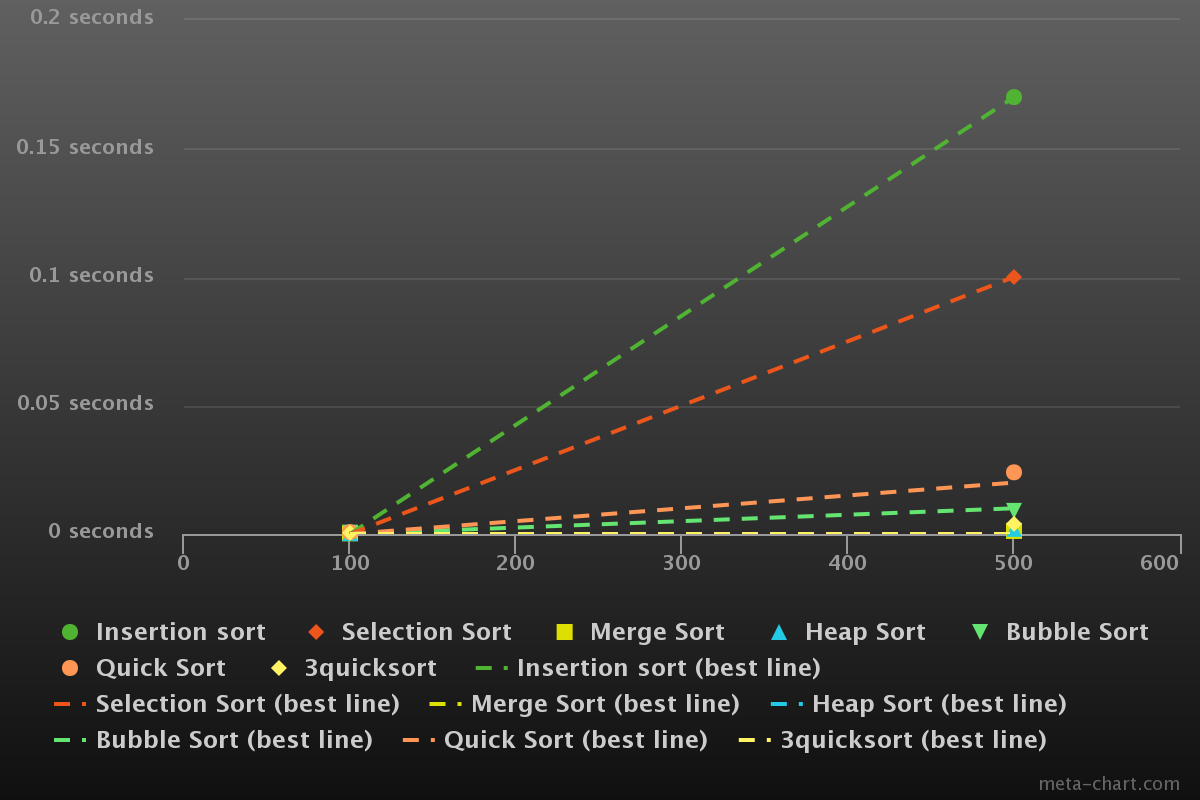 0.2 seconds
0.15 seconds
0.1 seconds
0.05 seconds
0 seconds
0 100 200 300 400 500 600
Insertion sort Selection Sort Merge Sort Heap Sort Bubble Sort
Quick Sort 3quicksort Insertion sort (best line)
Selection Sort (best line) Merge Sort (best line) Heap Sort (best line)
Bubble Sort (best line) Quick Sort (best line) 3quicksort (best line)
meta-chart.com